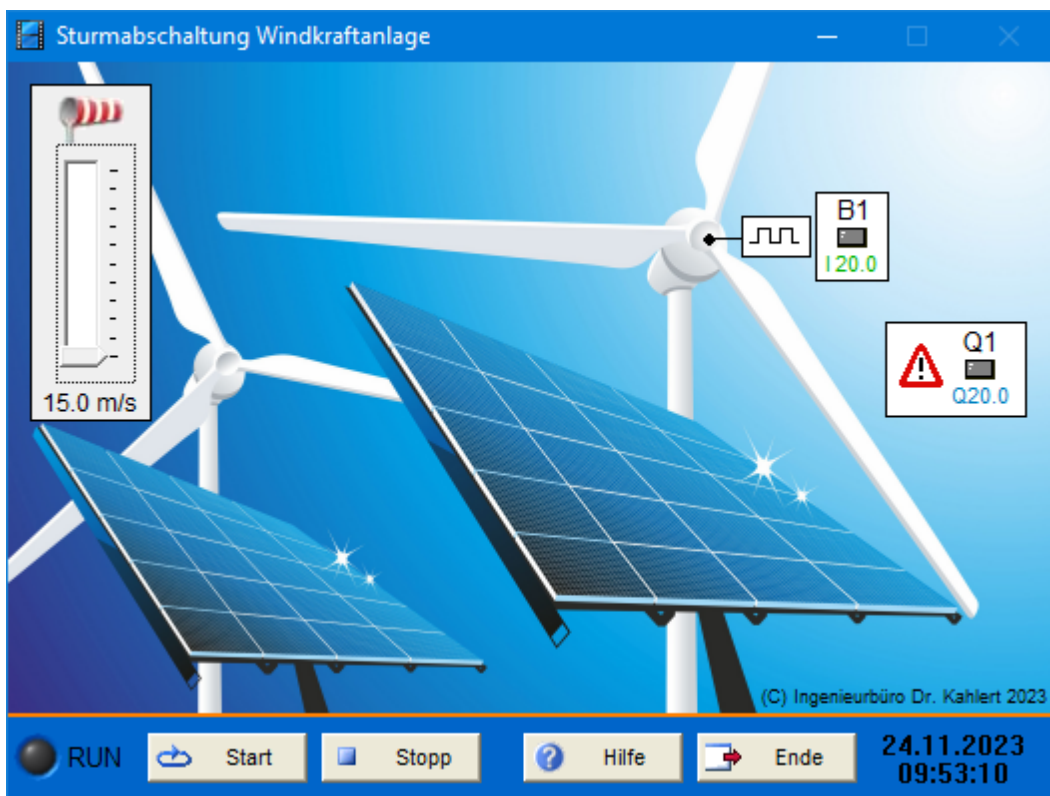 Sturmabschaltung Windkraftanlage
15.0 m/s
B1
I 20.0
Q1
Q20.0
(C) Ingenieurbüro Dr. Kahlert 2023
RUN
Start
Stopp
Hilfe
Ende
24.11.2023
09:53:10